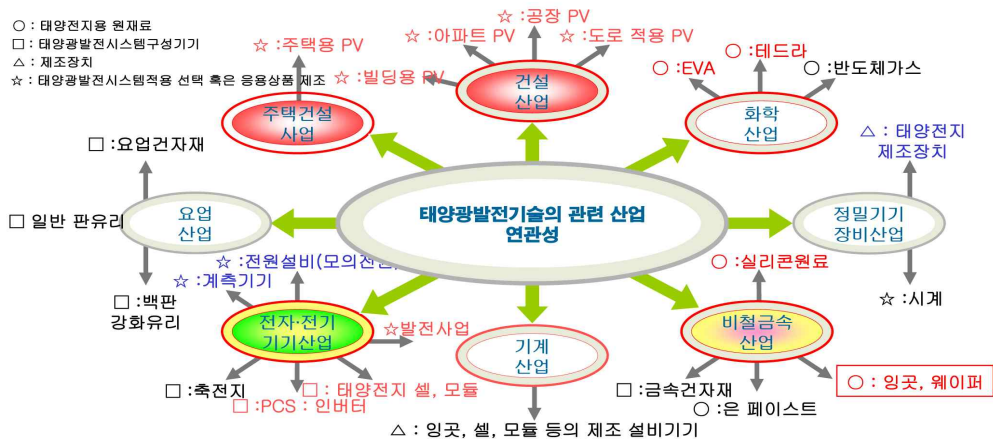 ○ : 태양전지용 원재료
□ : 태양광발전시스템구성기기
△ : 제조장치
☆ : 태양광발전시스템적용 선택 혹은 응용상품 제조
☆ :주택용 PV
☆ :빌딩용 PV
☆ :아파트 PV
☆ :공장 PV
☆ :도로 적용 PV
○ :EVA
○ :테드라
○ :반도체가스
주택건설
사업
건설
산업
화학
산업
□ :요업건자재
△ : 태양전지
제조장치
□ 일반 판유리
요업
산업
태양광발전기술의 관련 산업
연관성
정밀기기
장비산업
☆ :전원설비(모의전원)
☆ :계측기기
□ :백판
강화유리
○ :실리콘원료
☆ :시계
전자·전기
기기산업
☆발전사업
기계
산업
비철금속
산업
□ :축전지
□ : 태양전지 셀, 모듈
□ :PCS : 인버터
□ :금속건자재
○ :은 페이스트
○ : 잉곳, 웨이퍼
△ : 잉곳, 셀, 모듈 등의 제조 설비기기